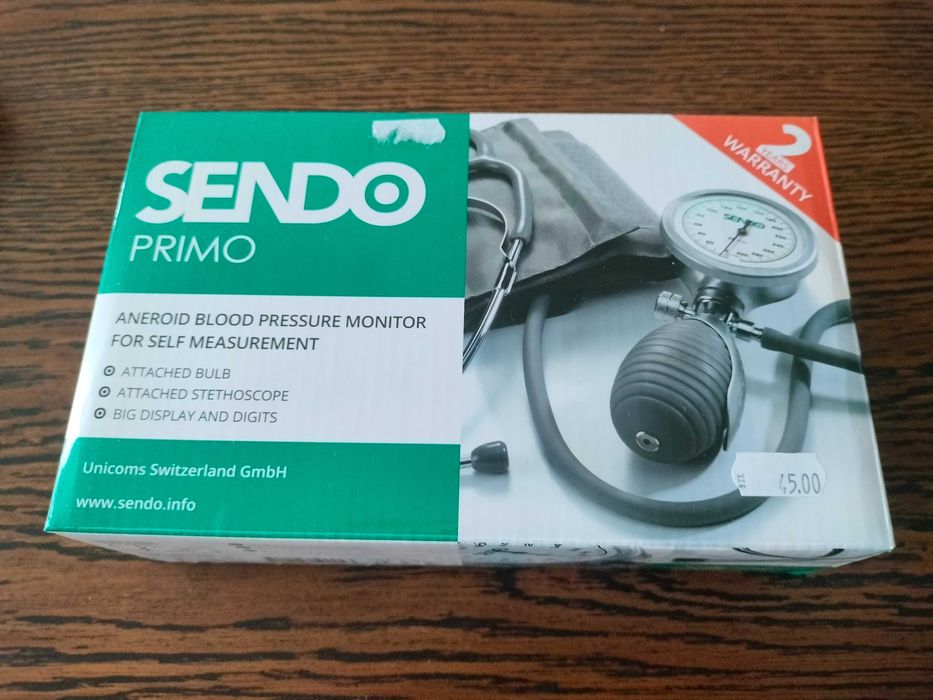 SENDO
PRIMO
ANEROID BLOOD PRESSURE MONITOR
FOR SELF MEASUREMENT
ATTACHED BULB
ATTACHED STETHOSCOPE
BIG DISPLAY AND DIGITS
Unicoms Switzerland GmbH
www.sendo.info
2
YEARS
WARRANTY
SENDO
45.00